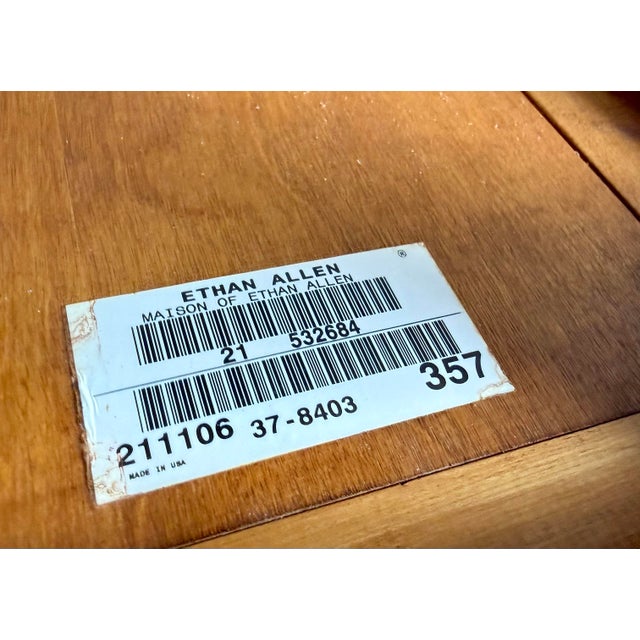 ETHAN ALLEN ®
MAISON OF ETHAN ALLEN
21 532684
211106 37-8403 357
MADE IN USA